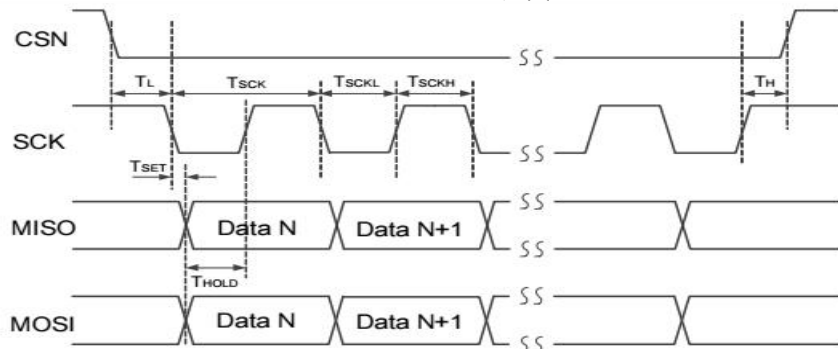 CSN
TL TSCK TSCKL TSCKH TH
SCK
TSET
MISO Data N Data N+1
THOLD
MOSI Data N Data N+1